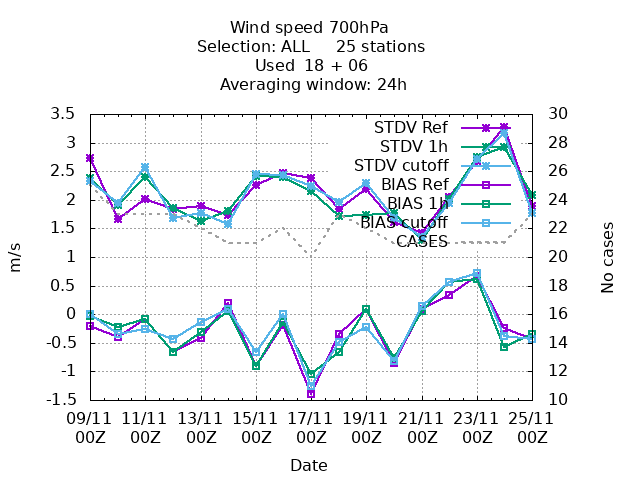 Wind speed 700hPa
Selection: ALL 25 stations
Used 18 + 06
Averaging window: 24h
3.5
3
2.5
2
1.5
1
0.5
0
-0.5
-1
-1.5
m/s
30
28
26
24
22
20
18
16
14
12
10
No cases
STDV Ref
STDV 1h
STDV cutoff
BIAS Ref
BIAS 1h
BIAS cutoff
CASES
09/11 11/11 13/11 15/11 17/11 19/11 21/11 23/11 25/11
00Z 00Z 00Z 00Z 00Z 00Z 00Z 00Z 00Z
Date